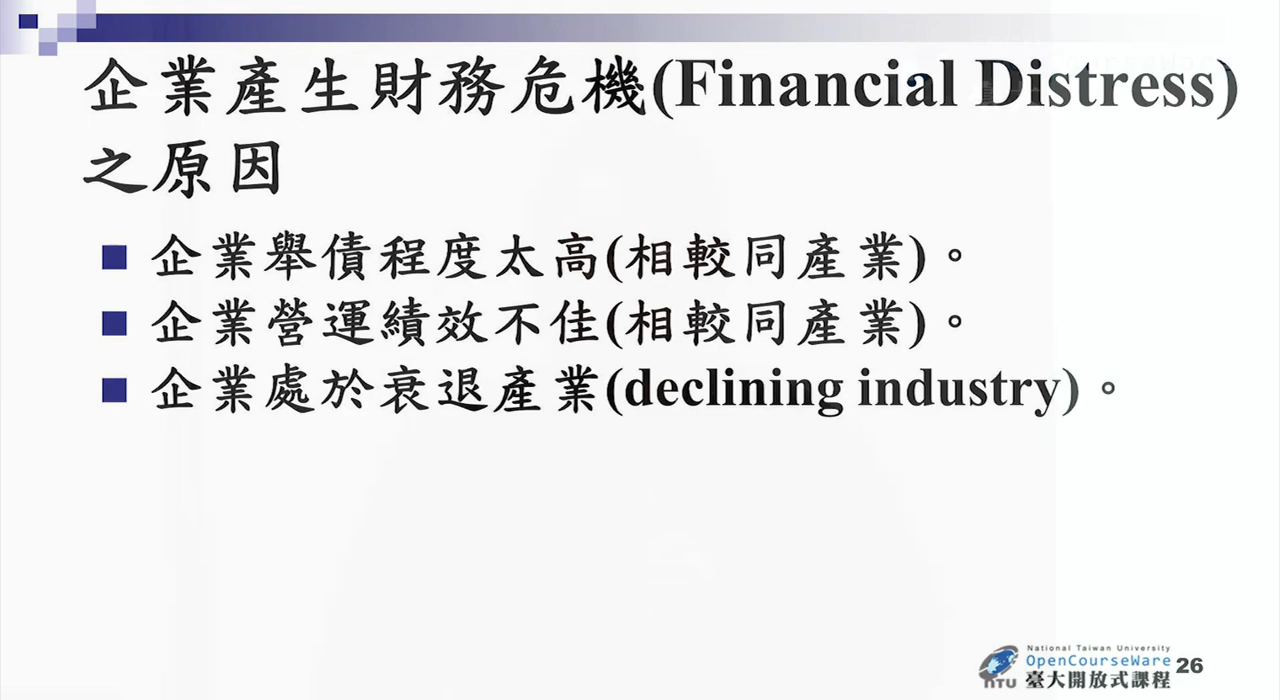 企業產生財務危機(Financial Distress)
之原因
企業舉債程度太高(相較同產業)。
企業營運績效不佳(相較同產業)。
企業處於衰退產業(declining industry)。
National Taiwan University
OpenCourseWare
NTU 臺大開放式課程 26